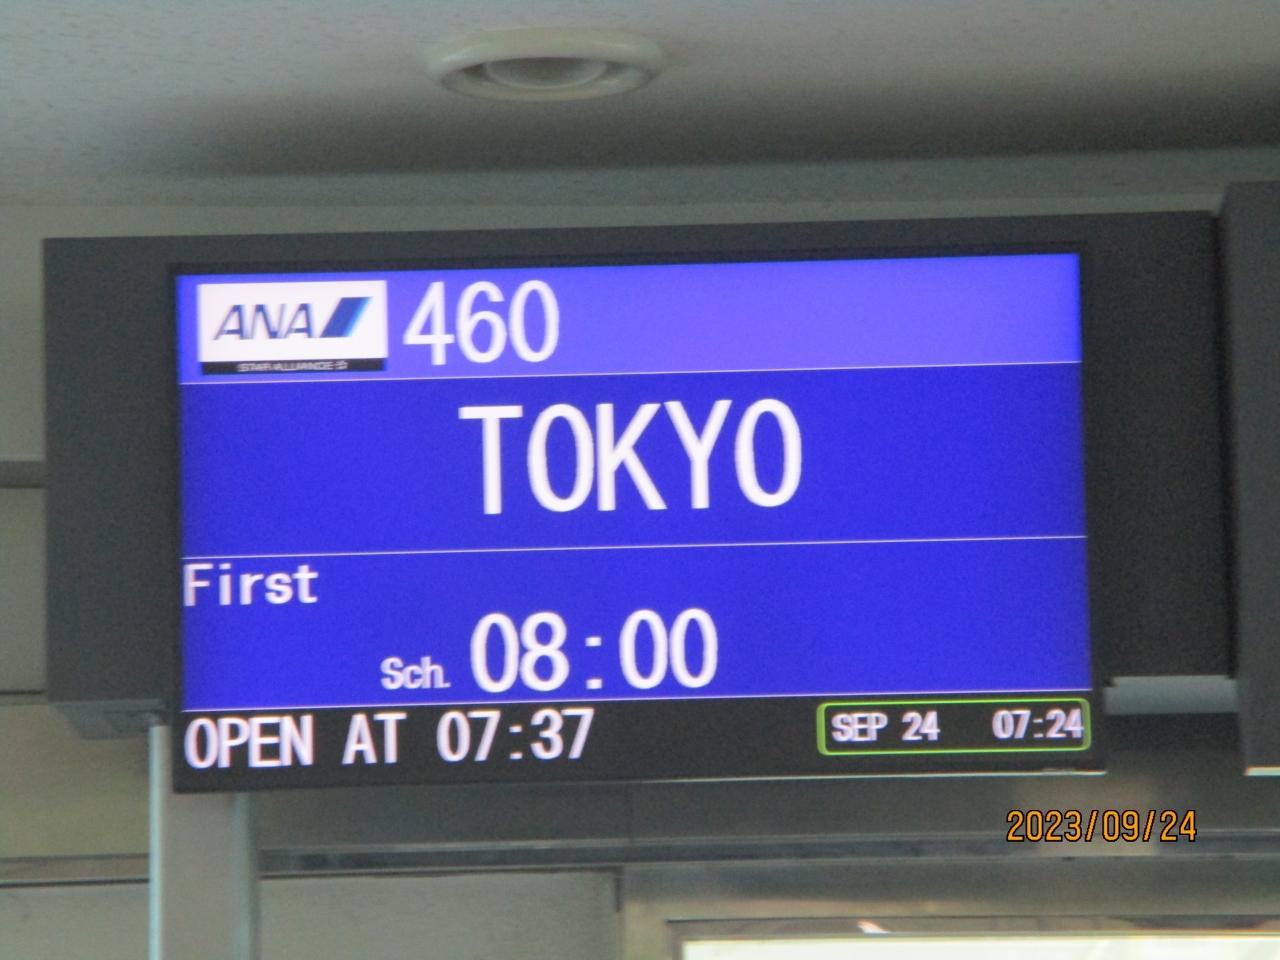 ANA 460
STAR ALLIANCE
TOKYO
First
Sch. 08:00
OPEN AT 07:37
SEP 24 07:24
2023/09/24